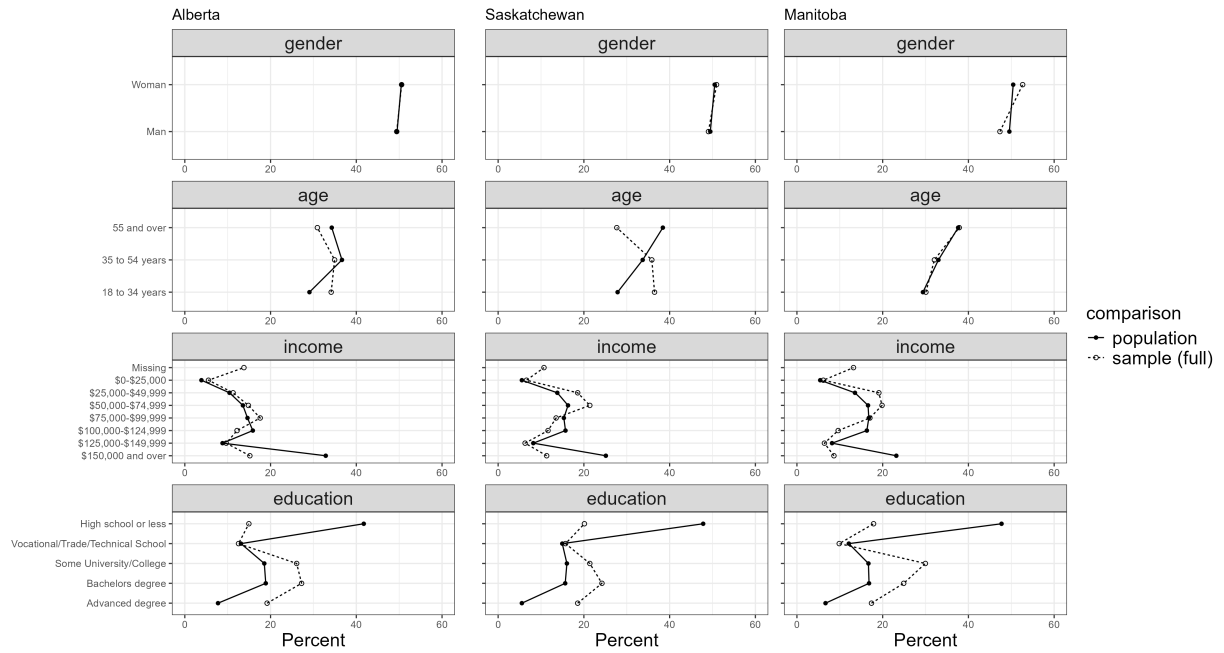 Alberta Saskatchewan Manitoba
gender gender gender
Woman
Man
0 20 40 60 0 20 40 60 0 20 40 60
age age age
55 and over
35 to 54 years
18 to 34 years
0 20 40 60 0 20 40 60 0 20 40 60
income income income
Missing
$0-$25,000
$25,000-$49,999
$50,000-$74,999
$75,000-$99,999
$100,000-$124,999
$125,000-$149,999
$150,000 and over
0 20 40 60 0 20 40 60 0 20 40 60
education education education
High school or less
Vocational/Trade/Technical School
Some University/College
Bachelors degree
Advanced degree
0 20 40 60 0 20 40 60 0 20 40 60
Percent Percent Percent
comparison
population
sample (full)